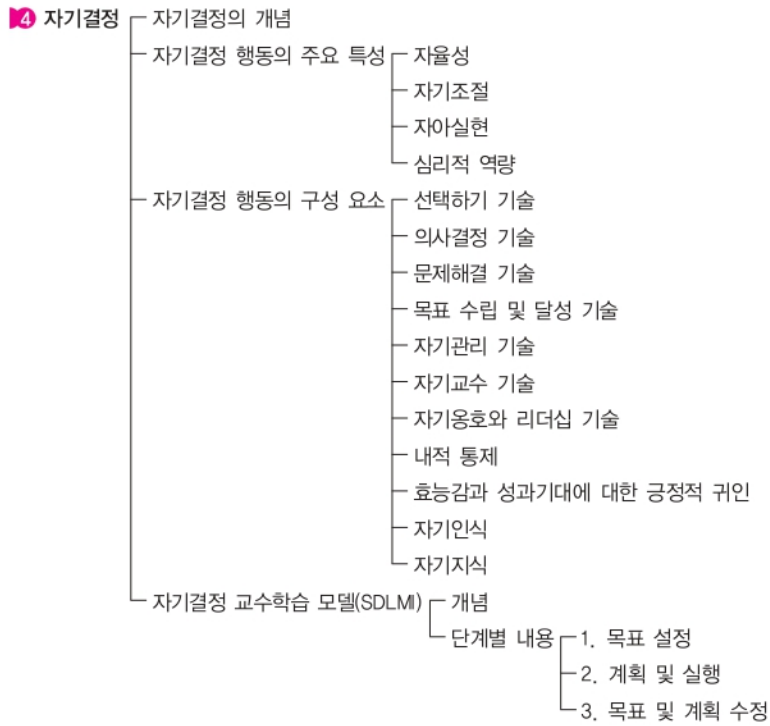 4 자기결정 자기결정의 개념
자기결정 행동의 주요 특성 자율성
자기조절
자아실현
심리적 역량
자기결정 행동의 구성 요소 선택하기 기술
의사결정 기술
문제해결 기술
목표 수립 및 달성 기술
자기관리 기술
자기교수 기술
자기옹호와 리더십 기술
내적 통제
효능감과 성과기대에 대한 긍정적 귀인
자기인식
자기지식
자기결정 교수학습 모델(SDLMI) 개념
단계별 내용 1. 목표 설정
2. 계획 및 실행
3. 목표 및 계획 수정